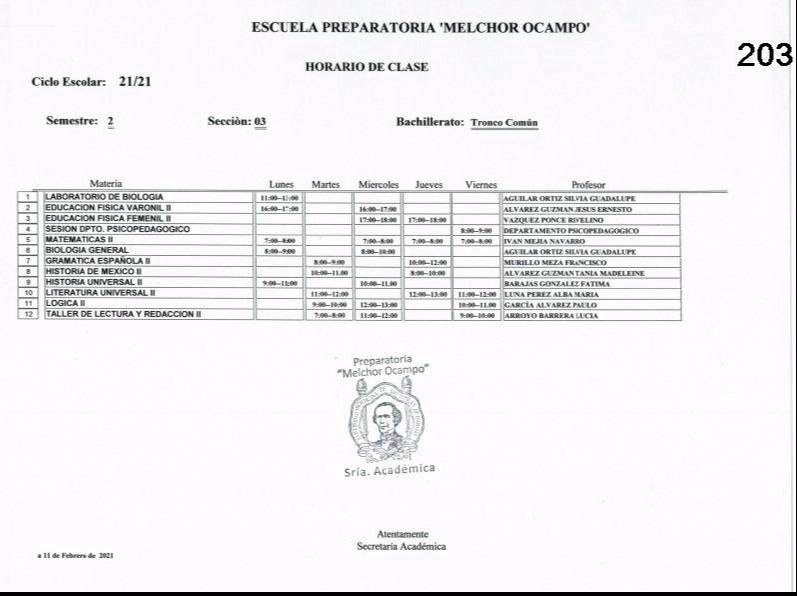 ESCUELA PREPARATORIA 'MELCHOR OCAMPO'
203
HORARIO DE CLASE
Ciclo Escolar: 21/21
Semestre: 2 Secciòn: 03 Bachillerato: Tronco Común
Materia Lunes Martes Miercoles Jueves Viernes Profesor
1 LABORATORIO DE BIOLOGIA 11:00--13:00 AGUILAR ORTIZ SILVIA GUADALUPE
2 EDUCACION FISICA VARONIL II 16:00--17:00 16:00--17:00 ALVAREZ GUZMAN JESUS ERNESTO
3 EDUCACION FISICA FEMENIL II 17:00--18:00 17:00--18:00 VAZQUEZ PONCE RIVELINO
4 SESION DPTO. PSICOPEDAGOGICO 8:00--9:00 DEPARTAMENTO PSICOPEDAGOGICO
5 MATEMATICAS II 7:00--8:00 7:00--8:00 7:00--8:00 7:00--8:00 IVAN MEJIA NAVARRO
6 BIOLOGIA GENERAL 8:00--9:00 8:00--10:00 AGUILAR ORTIZ SILVIA GUADALUPE
7 GRAMATICA ESPAÑOLA II 8:00--9:00 10:00--12:00 MURILLO MEZA FRANCISCO
8 HISTORIA DE MEXICO II 10:00--11:00 8:00--10:00 ALVAREZ GUZMAN TANIA MADELEINE
9 HISTORIA UNIVERSAL II 9:00--11:00 10:00--11:00 BARAJAS GONZALEZ FATIMA
10 LITERATURA UNIVERSAL II 11:00--12:00 12:00--13:00 11:00--12:00 LUNA PEREZ ALBA MARIA
11 LOGICA II 9:00--10:00 12:00--13:00 10:00--11:00 GARCÍA ALVAREZ PAULO
12 TALLER DE LECTURA Y REDACCION II 7:00--8:00 11:00--12:00 9:00--10:00 ARROYO BARRERA LUCIA
Preparatoria
"Melchor Ocampo"
Sría. Académica
Atentamente
Secretaría Académica
a 11 de Febrero de 2021